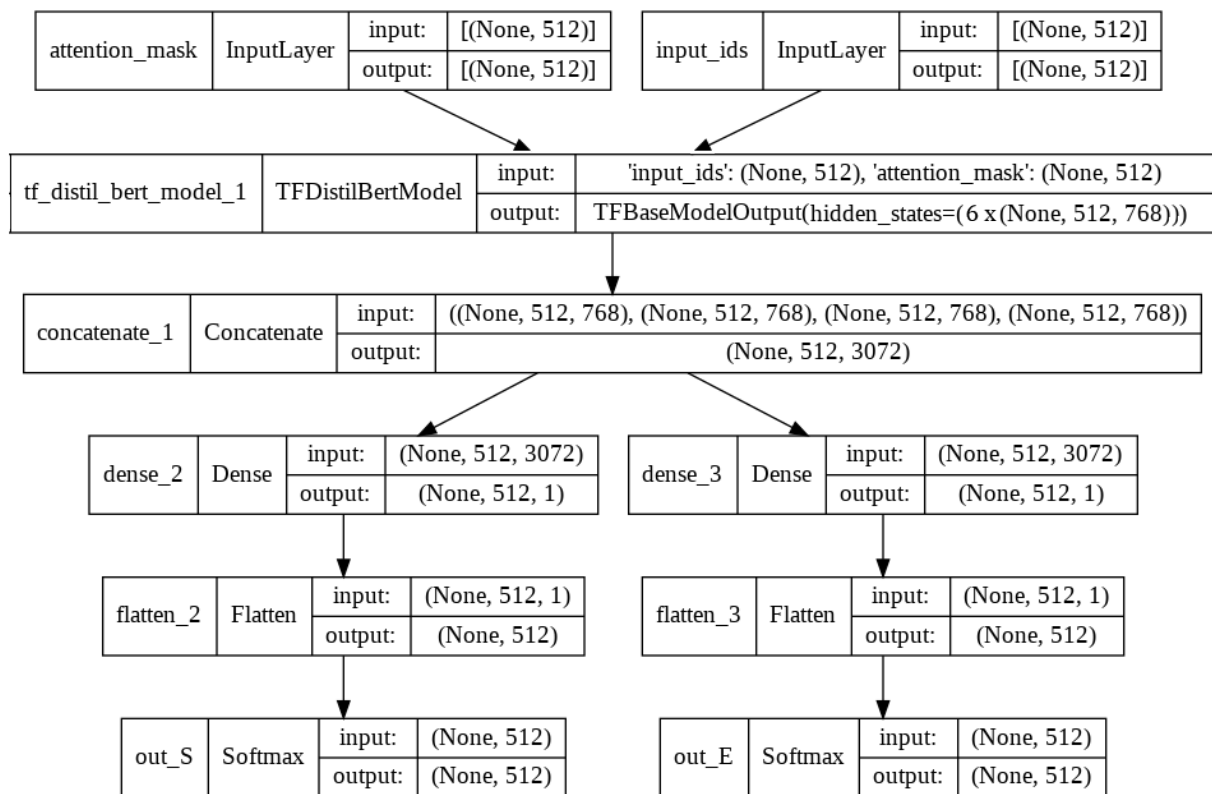 attention_mask InputLayer input: [(None, 512)]
output: [(None, 512)]
input_ids InputLayer input: [(None, 512)]
output: [(None, 512)]
tf_distil_bert_model_1 TFDistilBertModel input: 'input_ids': (None, 512), 'attention_mask': (None, 512)
output: TFBaseModelOutput(hidden_states=(6 x (None, 512, 768)))
concatenate_1 Concatenate input: ((None, 512, 768), (None, 512, 768), (None, 512, 768), (None, 512, 768))
output: (None, 512, 3072)
dense_2 Dense input: (None, 512, 3072)
output: (None, 512, 1)
dense_3 Dense input: (None, 512, 3072)
output: (None, 512, 1)
flatten_2 Flatten input: (None, 512, 1)
output: (None, 512)
flatten_3 Flatten input: (None, 512, 1)
output: (None, 512)
out_S Softmax input: (None, 512)
output: (None, 512)
out_E Softmax input: (None, 512)
output: (None, 512)